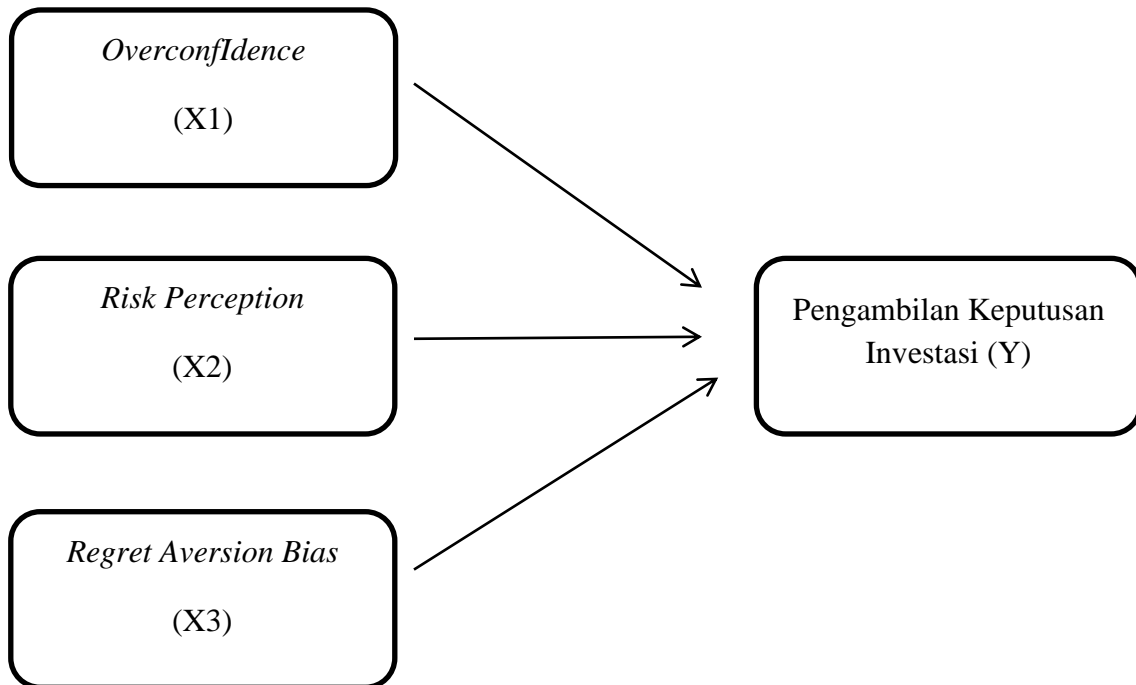 OverconfIdence
(X1)
Risk Perception
(X2)
Pengambilan Keputusan
Investasi (Y)
Regret Aversion Bias
(X3)